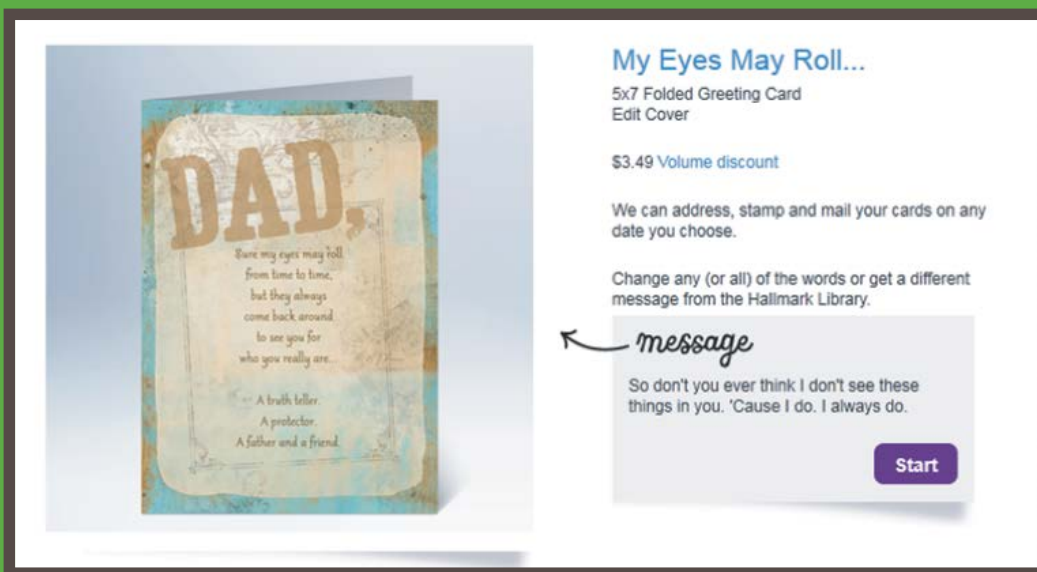 DAD,
Sure my eyes may roll
from time to time,
but they always
come back around
to see you for
who you really are...
A truth teller.
A protector.
A father and a friend.
My Eyes May Roll...
5x7 Folded Greeting Card
Edit Cover
$3.49 Volume discount
We can address, stamp and mail your cards on any
date you choose.
Change any (or all) of the words or get a different
message from the Hallmark Library.
message
So don't you ever think I don't see these
things in you. 'Cause I do. I always do.
Start